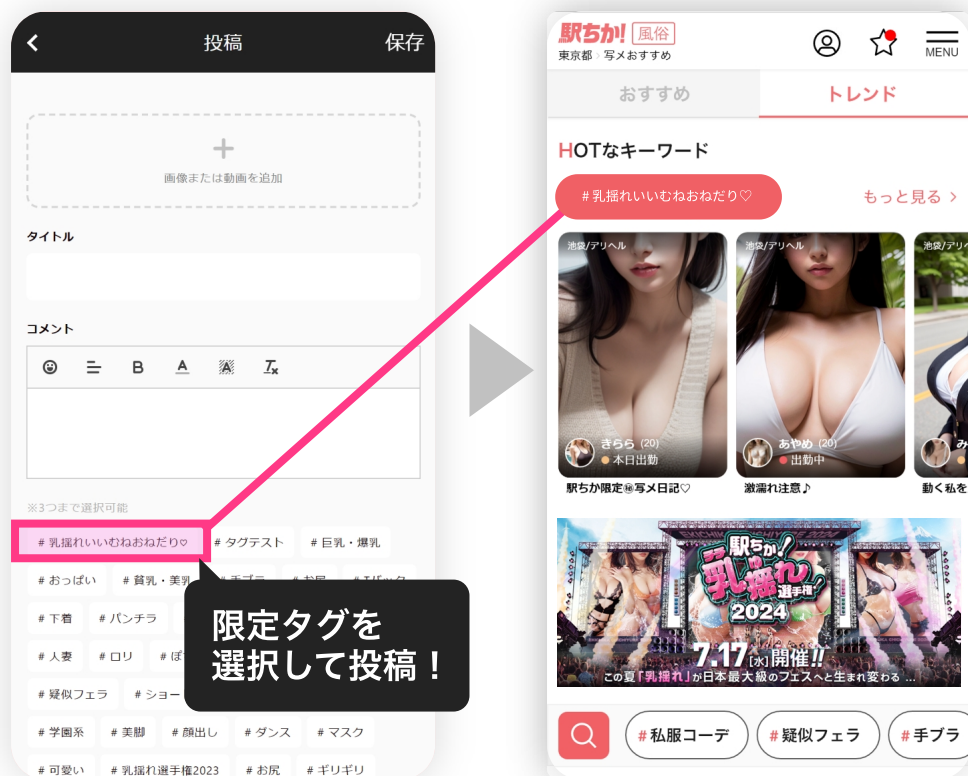 投稿
保存
画像または動画を追加
タイトル
コメント
B
A
A
Tx
※3つまで選択可能
# 乳揺れいいむねおねだり♡
# タグテスト
# 巨乳・爆乳
# おっぱい
# 貧乳・美乳
# 下着
# パンチラ
# 人妻
# ロリ
# 疑似フェラ
# ショー
# 学園系
# 美脚
# 顔出し
# ダンス
# マスク
# 可愛い
# 乳揺れ選手権2023
# お尻
# ギリギリ
限定タグを
選択して投稿!
駅ちか! 風俗
東京都 › 写メおすすめ
MENU
おすすめ
トレンド
HOTなキーワード
# 乳揺れいいむねおねだり♡
もっと見る
池袋/デリヘル
きらら (20)
本日出勤
駅ちか限定㊙写メ日記♡
池袋/デリヘル
あやめ (20)
出勤中
激濡れ注意♪
池袋/デリヘ
み
動く私を
駅ちか!
乳揺れ
選手権
2024
7.17[水]開催!!
この夏「乳揺れ」が日本最大級のフェスへと生まれ変わる…
#私服コーデ
#疑似フェラ
#手ブラ